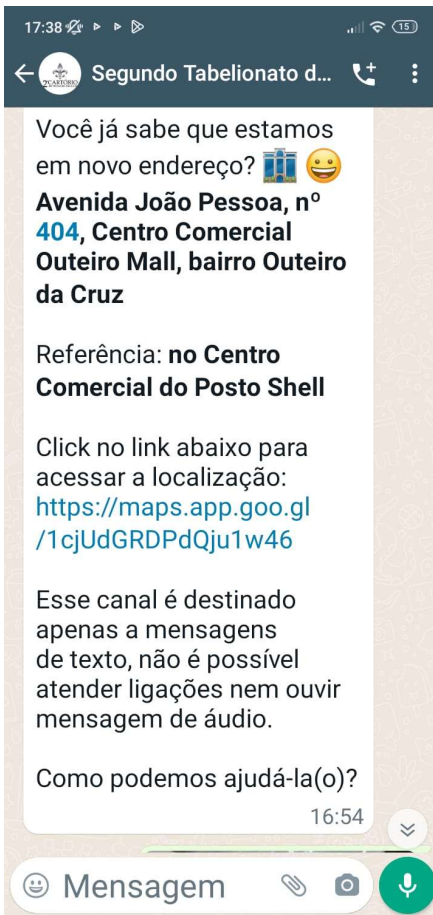 17:38
15
Segundo Tabelionato d...
2ºCARTÓRIO
Você já sabe que estamos
em novo endereço?
Avenida João Pessoa, nº
404, Centro Comercial
Outeiro Mall, bairro Outeiro
da Cruz
Referência: no Centro
Comercial do Posto Shell
Click no link abaixo para
acessar a localização:
https://maps.app.goo.gl
/1cjUdGRDPdQju1w46
Esse canal é destinado
apenas a mensagens
de texto, não é possível
atender ligações nem ouvir
mensagem de áudio.
Como podemos ajudá-la(o)?
16:54
Mensagem